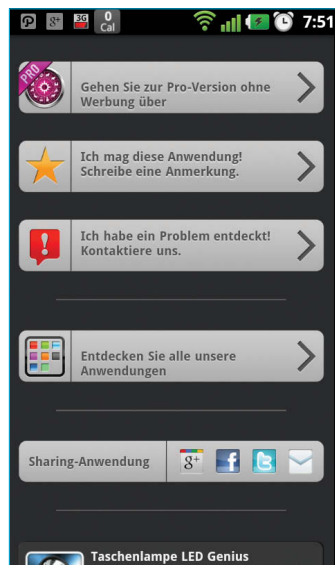 3G
0
Cal
7:51
PRO
Gehen Sie zur Pro-Version ohne
Werbung über
Ich mag diese Anwendung!
Schreibe eine Anmerkung.
Ich habe ein Problem entdeckt!
Kontaktiere uns.
Entdecken Sie alle unsere
Anwendungen
Sharing-Anwendung
Taschenlampe LED Genius